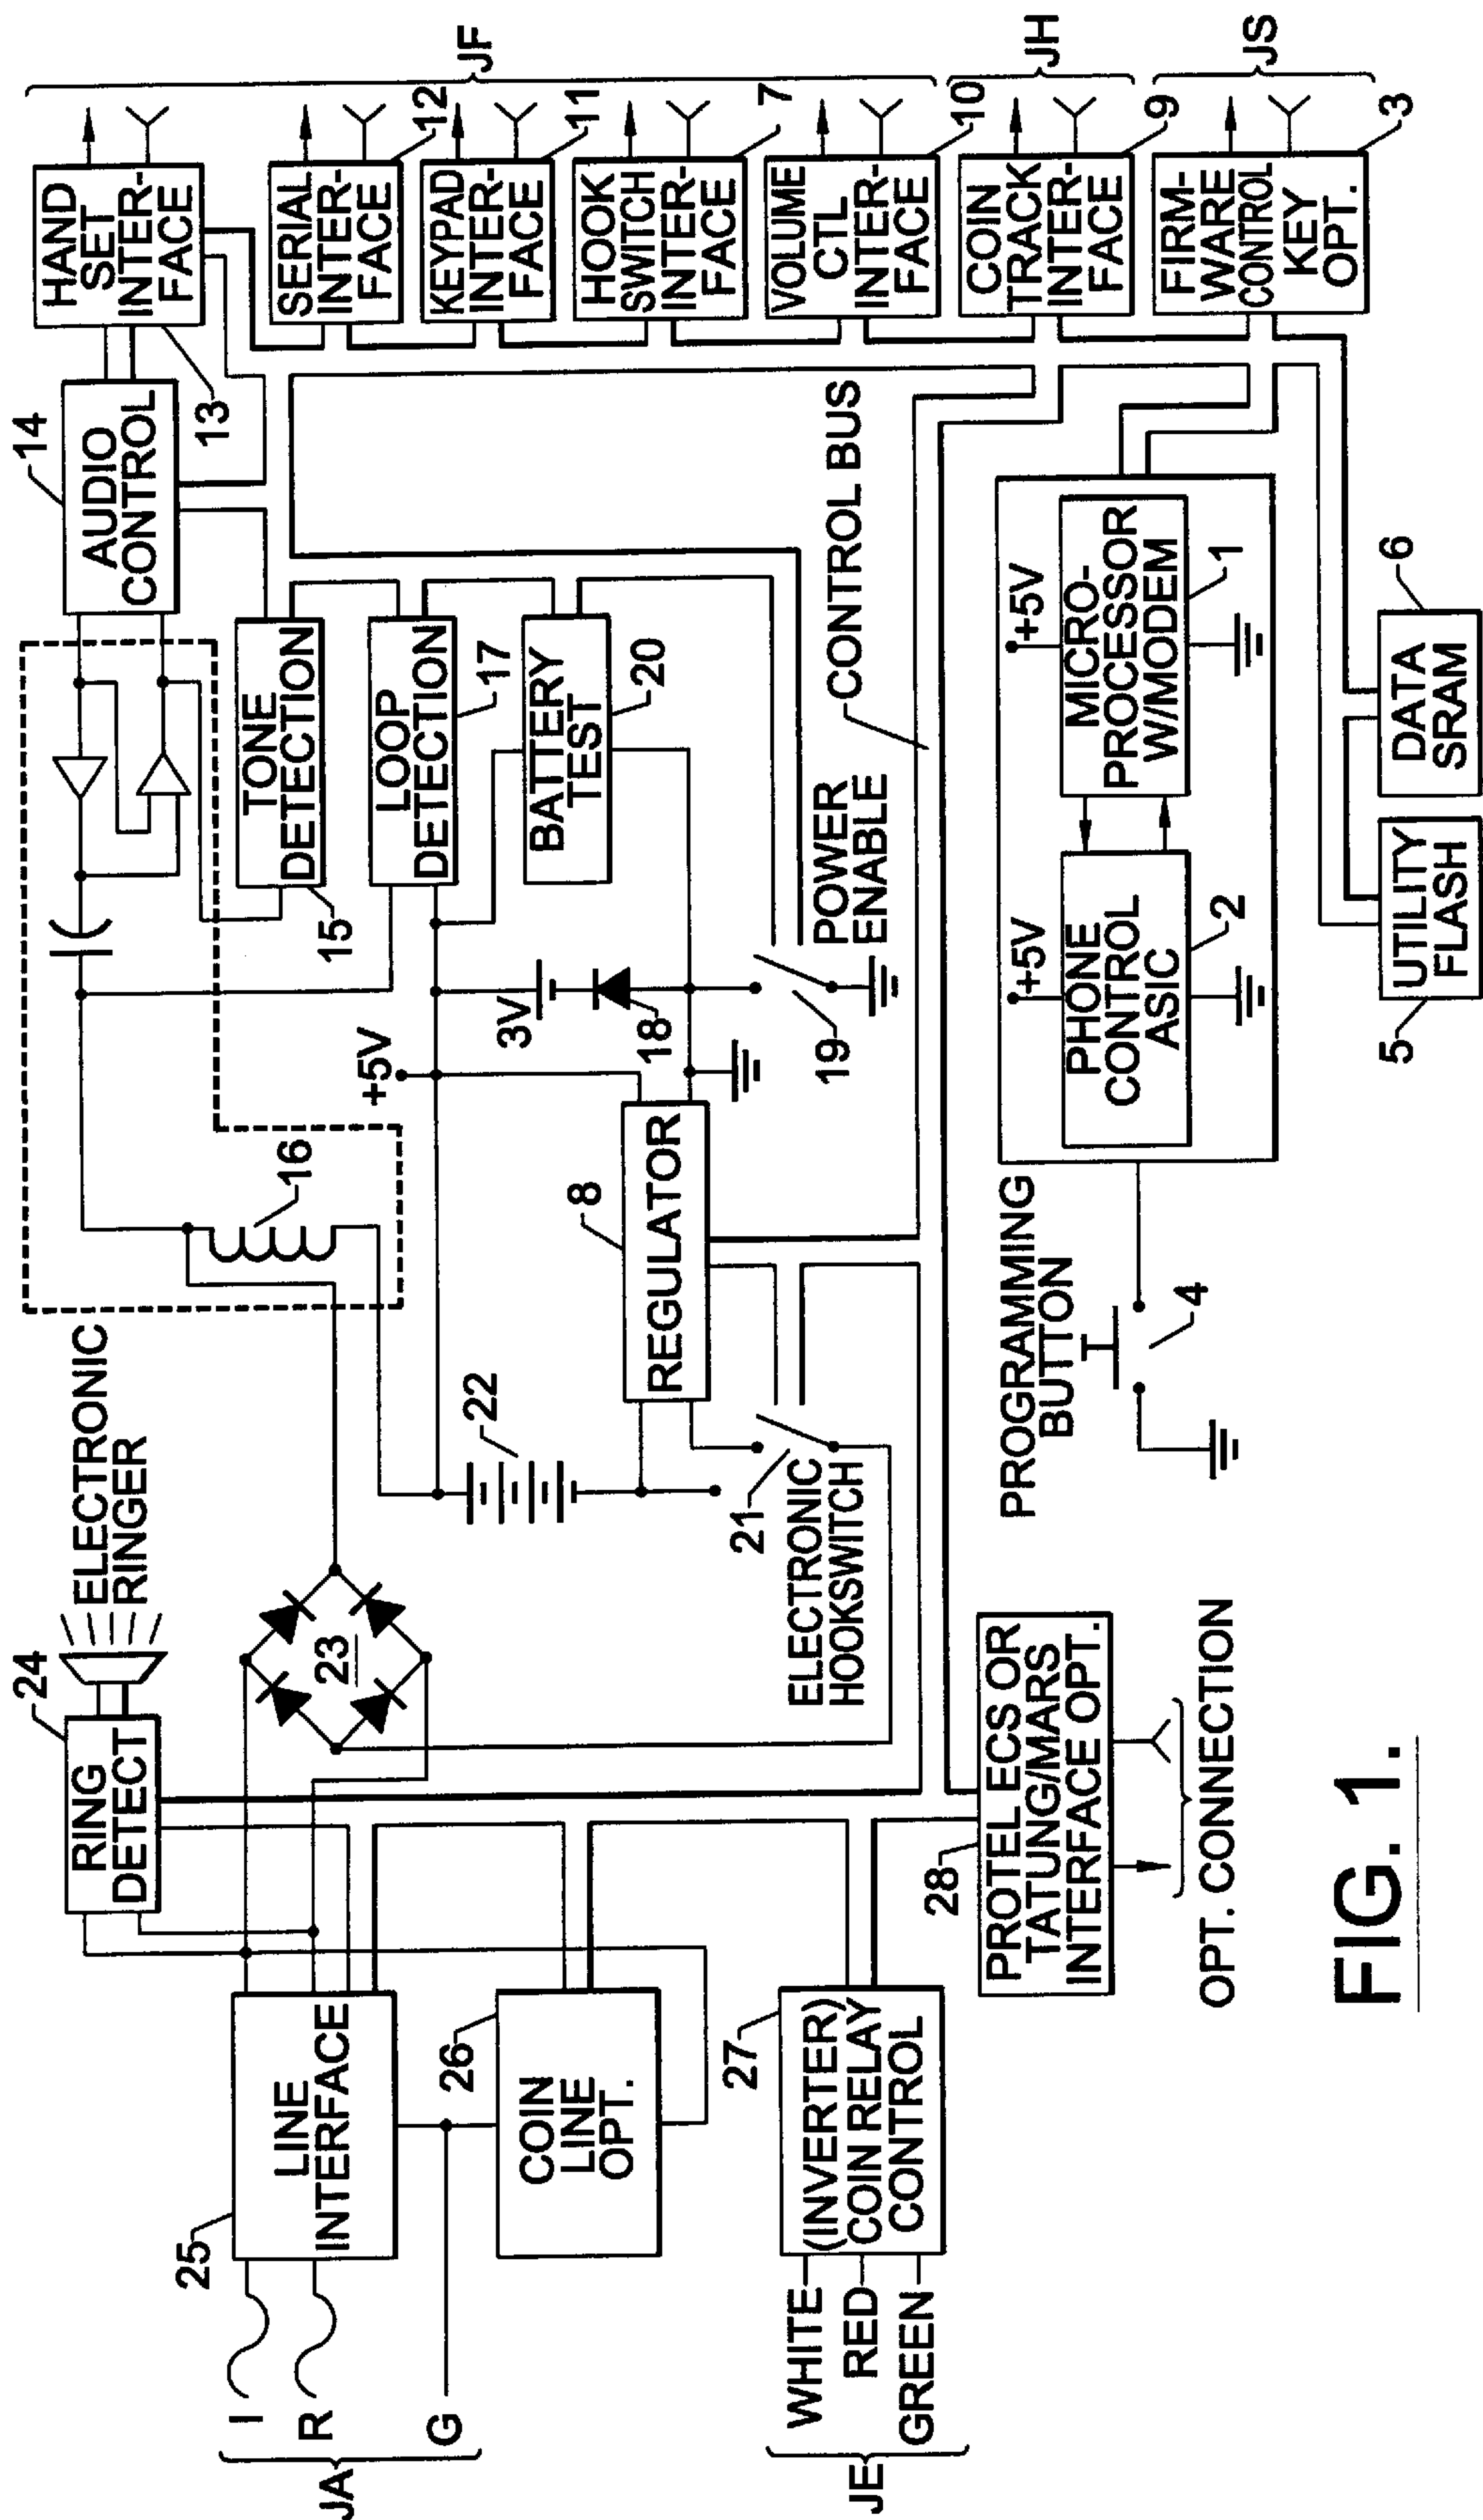 24
ELECTRONIC
RINGER
RING
DETECT
16
14
AUDIO
CONTROL
13
HAND
SET
INTER-
FACE
JF
25
LINE
INTERFACE
I
R
G
JA
23
+5V
TONE
DETECTION
15
LOOP
DETECTION
17
BATTERY
TEST
20
SERIAL
INTER-
FACE
12
KEYPAD
INTER-
FACE
11
HOOK
SWITCH
INTER-
FACE
7
VOLUME
CTL
INTER-
FACE
10
26
COIN
LINE
OPT.
22
8
REGULATOR
3V
18
19
POWER
ENABLE
CONTROL BUS
21
ELECTRONIC
HOOKSWITCH
27
(INVERTER)
COIN RELAY
CONTROL
WHITE
RED
GREEN
JE
COIN
TRACK
INTER-
FACE
9
JH
28
PROTEL ECS OR
TATUNG/MARS
INTERFACE OPT.
OPT. CONNECTION
PROGRAMMING
BUTTON
4
+5V
PHONE
CONTROL
ASIC
2
+5V
MICRO-
PROCESSOR
W/MODEM
1
FIRM-
WARE
CONTROL
KEY
OPT.
3
JS
5
UTILITY
FLASH
DATA
SRAM
6
FIG. 1.